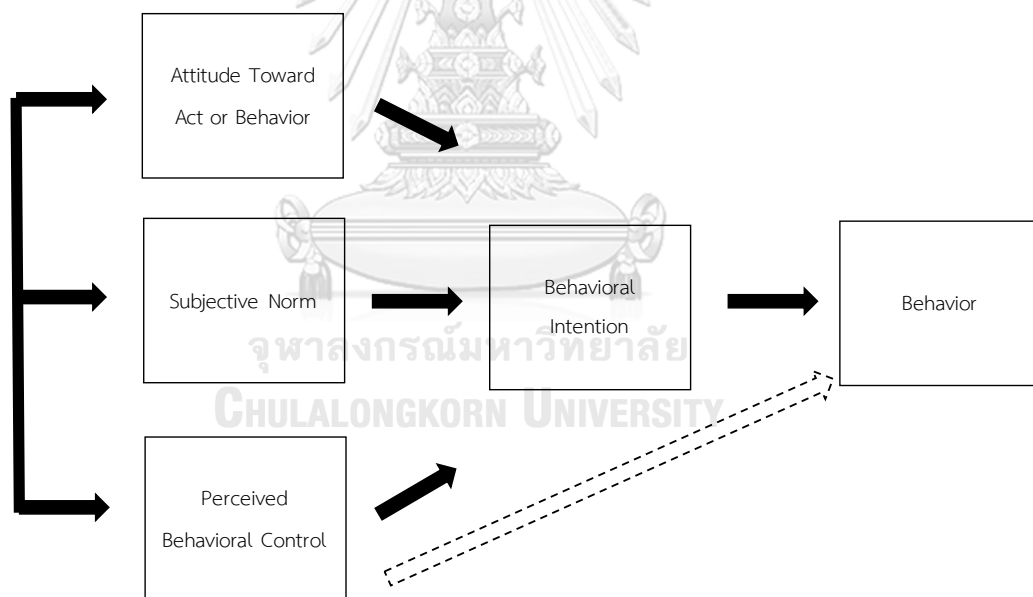 Attitude Toward
Act or Behavior
Subjective Norm
Behavioral
Intention
Behavior
จุฬาลงกรณ์มหาวิทยาลัย
CHULALONGKORN UNIVERSITY
Perceived
Behavioral Control